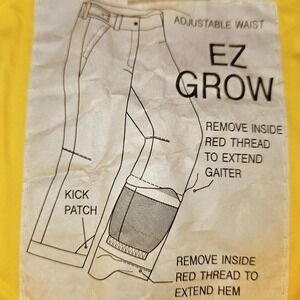 ADJUSTABLE WAIST
EZ
GROW
REMOVE INSIDE
RED THREAD
TO EXTEND
GAITER
KICK
PATCH
REMOVE INSIDE
RED THREAD TO
EXTEND HEM